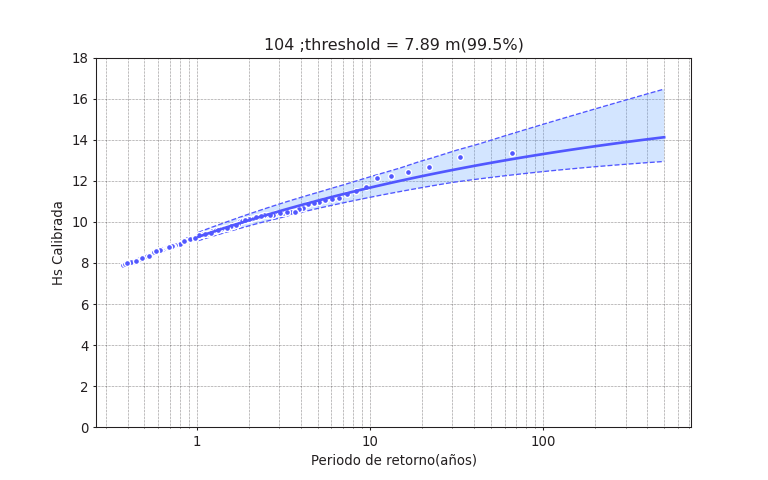 104 ;threshold = 7.89 m(99.5%)
18
16
14
12
10
8
6
4
2
0
Hs Calibrada
1 10 100
Periodo de retorno(años)